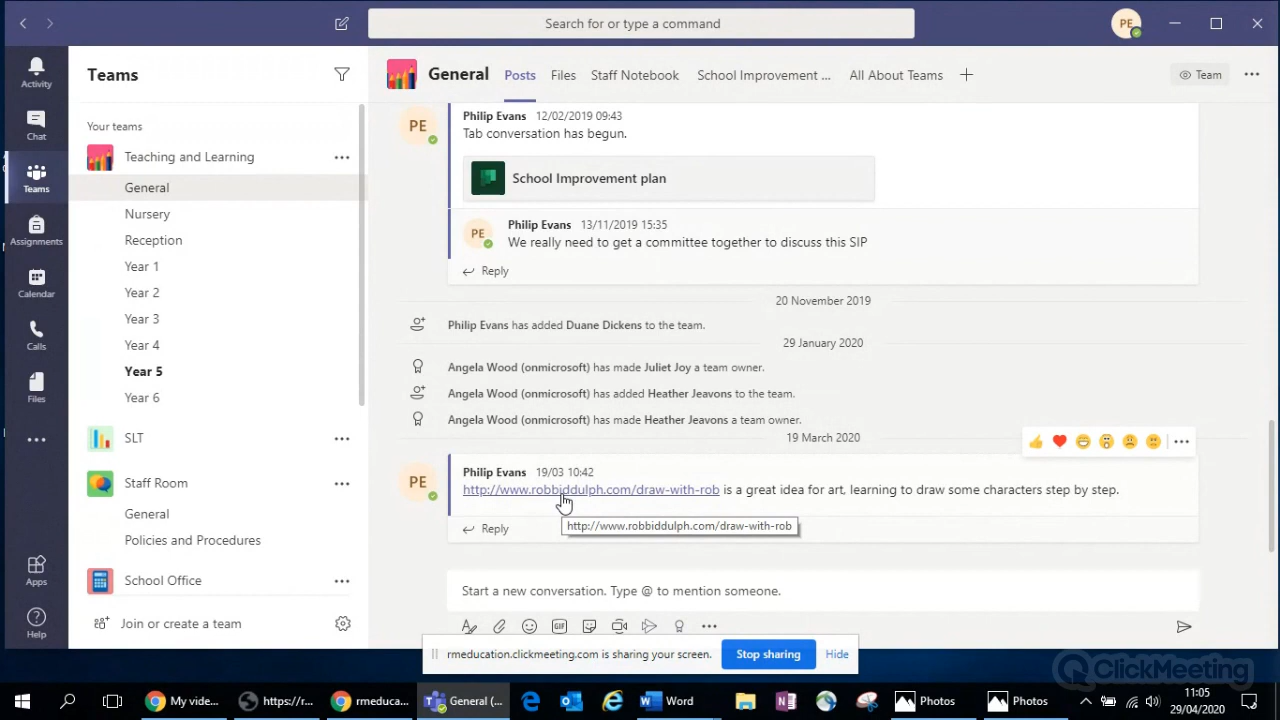 Search for or type a command
PE
Activity
Chat
Teams
Assignments
Calendar
Calls
Files
Apps
Help
Teams
Your teams
Teaching and Learning
General
Nursery
Reception
Year 1
Year 2
Year 3
Year 4
Year 5
Year 6
SLT
Staff Room
General
Policies and Procedures
School Office
Join or create a team
General Posts Files Staff Notebook School Improvement ... All About Teams
Team
PE
Philip Evans 12/02/2019 09:43
Tab conversation has begun.
School Improvement plan
PE
Philip Evans 13/11/2019 15:35
We really need to get a committee together to discuss this SIP
Reply
20 November 2019
Philip Evans has added Duane Dickens to the team.
29 January 2020
Angela Wood (onmicrosoft) has made Juliet Joy a team owner.
Angela Wood (onmicrosoft) has added Heather Jeavons to the team.
Angela Wood (onmicrosoft) has made Heather Jeavons a team owner.
19 March 2020
PE
Philip Evans 19/03 10:42
http://www.robbiddulph.com/draw-with-rob is a great idea for art, learning to draw some characters step by step.
http://www.robbiddulph.com/draw-with-rob
Reply
Start a new conversation. Type @ to mention someone.
GIF
rmeducation.clickmeeting.com is sharing your screen. Stop sharing Hide
ClickMeeting
My vide... https://r... rmeduca... General (... Word Photos Photos
11:05
29/04/2020